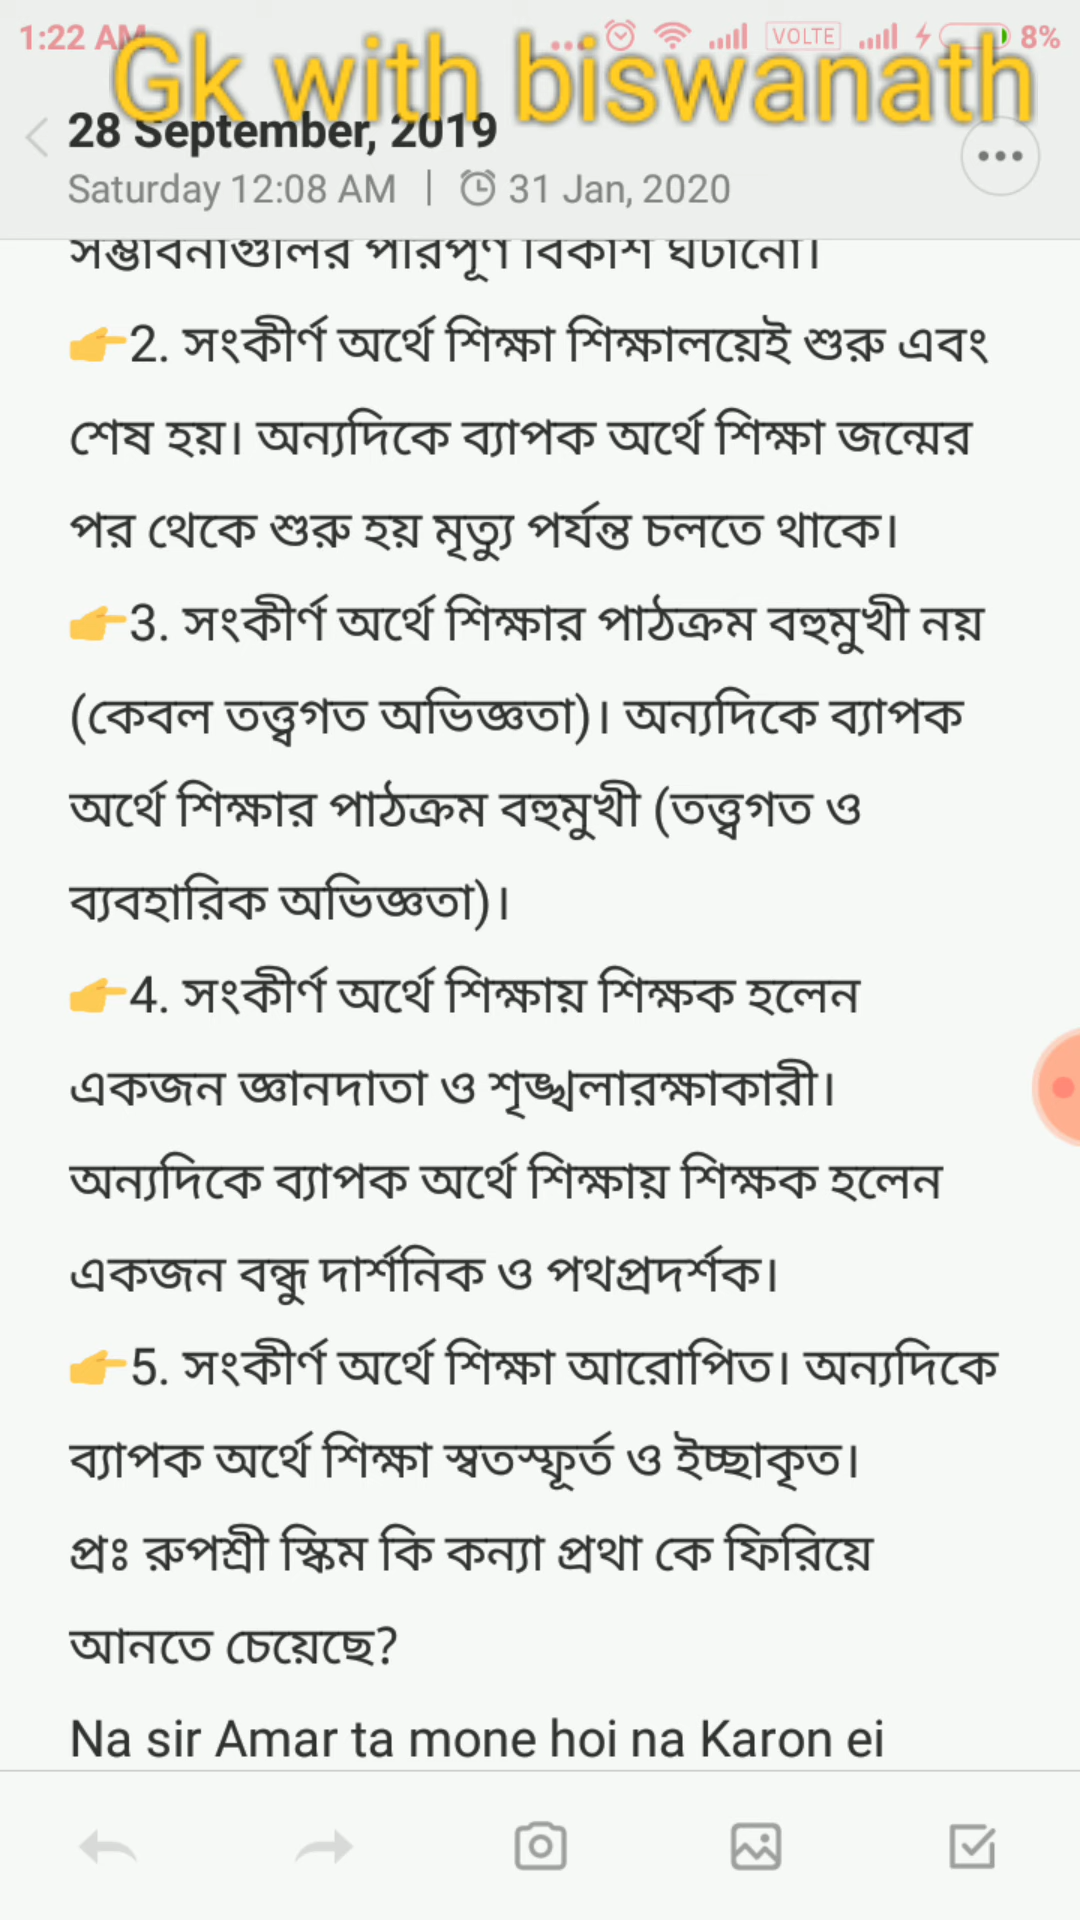 1:22 AM
VOLTE
8%
Gk with biswanath
28 September, 2019
Saturday 12:08 AM | 31 Jan, 2020
সম্ভাবনাগুলির পরিপূর্ণ বিকাশ ঘটানো।
👉2. সংকীর্ণ অর্থে শিক্ষা শিক্ষালয়েই শুরু এবং
শেষ হয়। অন্যদিকে ব্যাপক অর্থে শিক্ষা জন্মের
পর থেকে শুরু হয় মৃত্যু পর্যন্ত চলতে থাকে।
👉3. সংকীর্ণ অর্থে শিক্ষার পাঠক্রম বহুমুখী নয়
(কেবল তত্ত্বগত অভিজ্ঞতা)। অন্যদিকে ব্যাপক
অর্থে শিক্ষার পাঠক্রম বহুমুখী (তত্ত্বগত ও
ব্যবহারিক অভিজ্ঞতা)।
👉4. সংকীর্ণ অর্থে শিক্ষায় শিক্ষক হলেন
একজন জ্ঞানদাতা ও শৃঙ্খলারক্ষাকারী।
অন্যদিকে ব্যাপক অর্থে শিক্ষায় শিক্ষক হলেন
একজন বন্ধু দার্শনিক ও পথপ্রদর্শক।
👉5. সংকীর্ণ অর্থে শিক্ষা আরোপিত। অন্যদিকে
ব্যাপক অর্থে শিক্ষা স্বতস্ফূর্ত ও ইচ্ছাকৃত।
প্রঃ রুপশ্রী স্কিম কি কন্যা প্রথা কে ফিরিয়ে
আনতে চেয়েছে?
Na sir Amar ta mone hoi na Karon ei